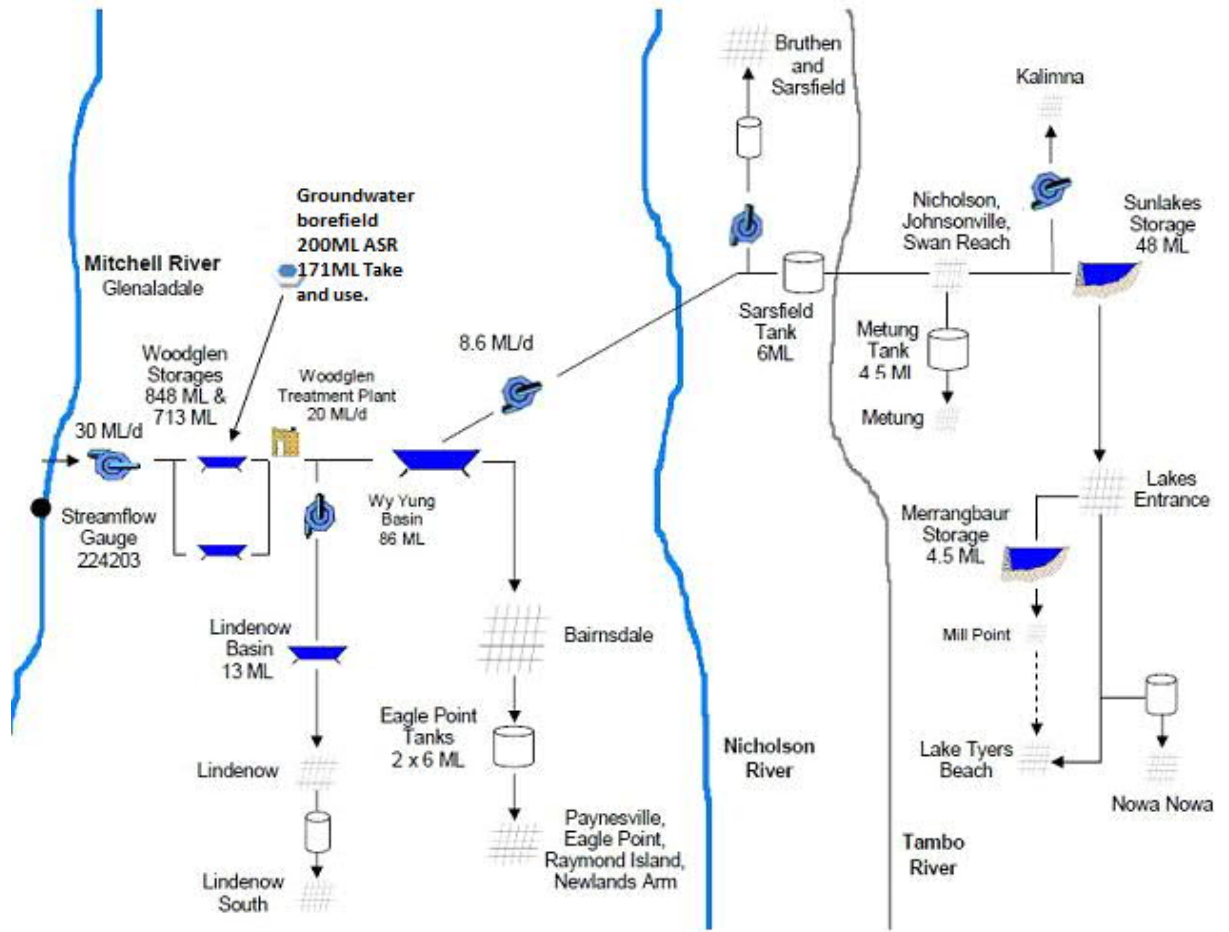 Bruthen
and
Sarsfield
Kalimna
Groundwater
borefield
200ML ASR
171ML Take
and use.
Nicholson,
Johnsonville,
Swan Reach
Sunlakes
Storage
48 ML
Mitchell River
Glenaladale
Woodglen
Storages
848 ML &
713 ML
Woodglen
Treatment Plant
20 ML/d
8.6 ML/d
Sarsfield
Tank
6ML
Metung
Tank
4.5 ML
Metung
30 ML/d
Streamflow
Gauge
224203
Wy Yung
Basin
86 ML
Lakes
Entrance
Merrangbaur
Storage
4.5 ML
Lindenow
Basin
13 ML
Bairnsdale
Mill Point
Eagle Point
Tanks
2 x 6 ML
Nicholson
River
Lake Tyers
Beach
Nowa Nowa
Lindenow
Paynesville,
Eagle Point,
Raymond Island,
Newlands Arm
Tambo
River
Lindenow
South